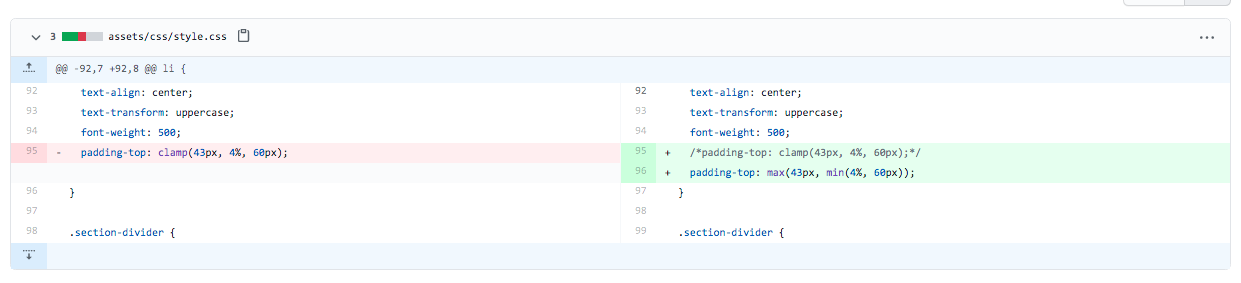 3 assets/css/style.css
@@ -92,7 +92,8 @@ li {
92 text-align: center; 92 text-align: center;
93 text-transform: uppercase; 93 text-transform: uppercase;
94 font-weight: 500; 94 font-weight: 500;
95 - padding-top: clamp(43px, 4%, 60px); 95 + /*padding-top: clamp(43px, 4%, 60px);*/
96 + padding-top: max(43px, min(4%, 60px));
96 } 97 }
97 98
98 .section-divider { 99 .section-divider {